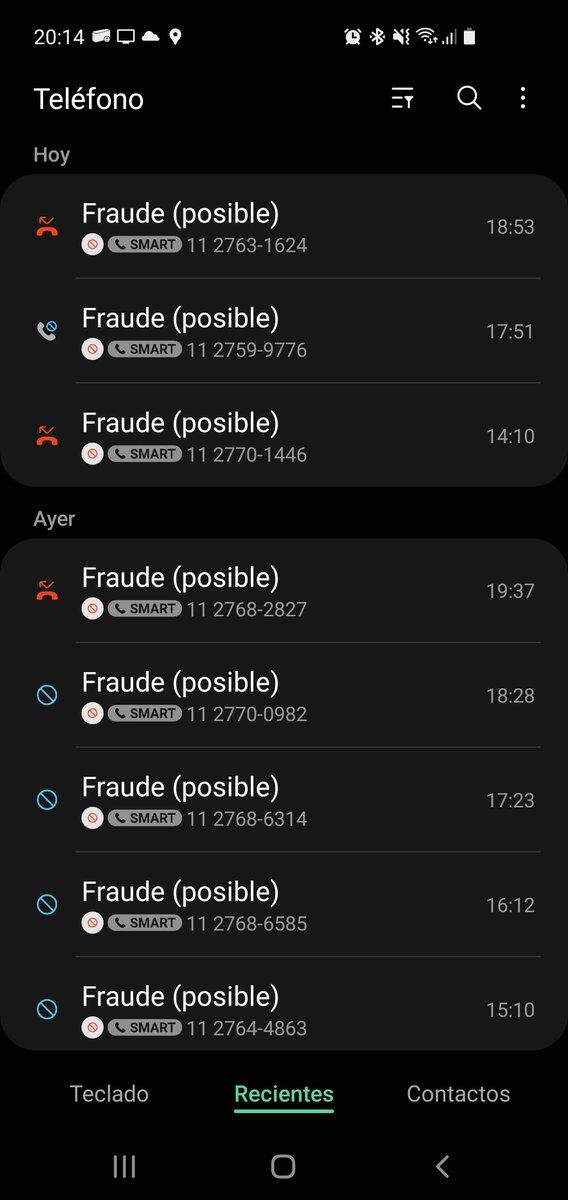 20:14
Teléfono
Hoy
Fraude (posible)
SMART 11 2763-1624
18:53
Fraude (posible)
SMART 11 2759-9776
17:51
Fraude (posible)
SMART 11 2770-1446
14:10
Ayer
Fraude (posible)
SMART 11 2768-2827
19:37
Fraude (posible)
SMART 11 2770-0982
18:28
Fraude (posible)
SMART 11 2768-6314
17:23
Fraude (posible)
SMART 11 2768-6585
16:12
Fraude (posible)
SMART 11 2764-4863
15:10
Teclado Recientes Contactos